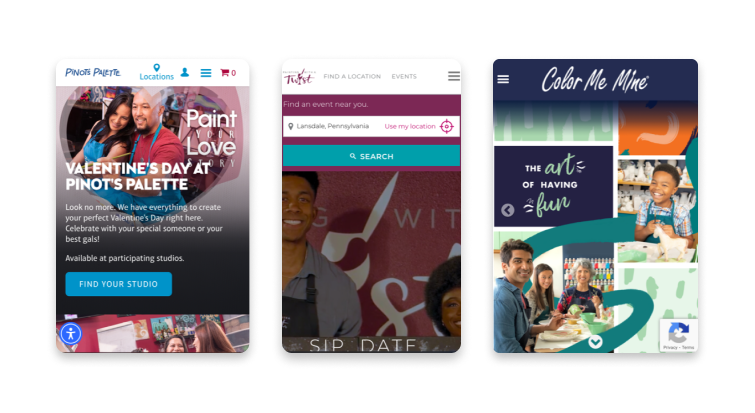 PINOT'S PALETTE
Locations
0
Paint
YOUR
Love
STORY
VALENTINE'S DAY AT
PINOT'S PALETTE
Look no more. We have everything to create
your perfect Valentine's Day right here.
Celebrate with your special someone or your
best gals!
Available at participating studios.
FIND YOUR STUDIO
Twist
FIND A LOCATION
EVENTS
Find an event near you.
Lansdale, Pennsylvania
Use my location
SEARCH
G WIT
SIP DATE
Color Me Mine
THE art
OF HAVING
fun
Privacy - Terms